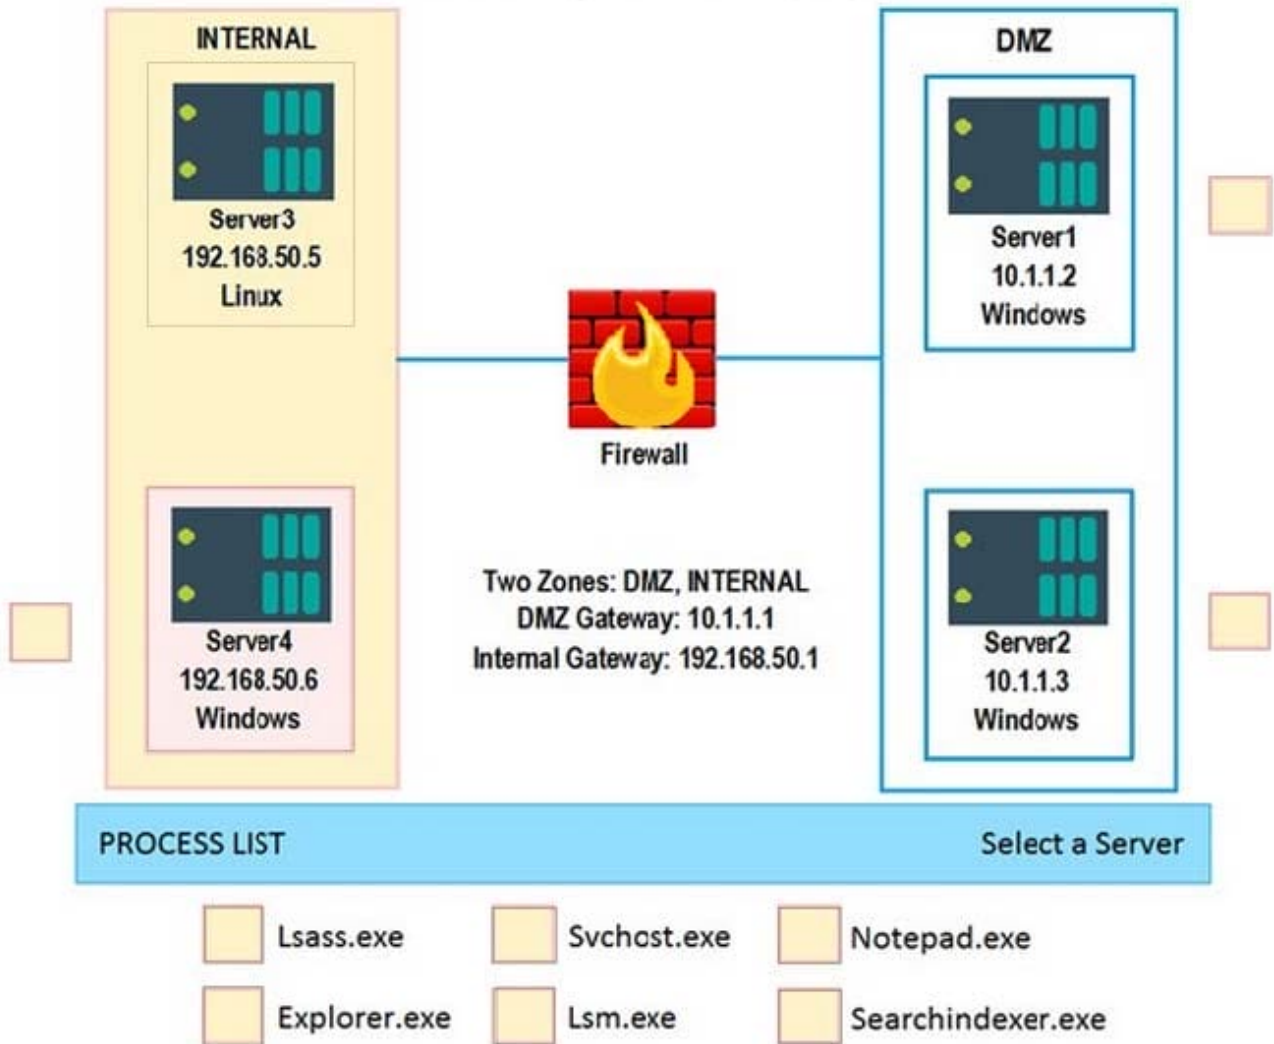 INTERNAL
Server3
192.168.50.5
Linux
Server4
192.168.50.6
Windows
Firewall
Two Zones: DMZ, INTERNAL
DMZ Gateway: 10.1.1.1
Internal Gateway: 192.168.50.1
DMZ
Server1
10.1.1.2
Windows
Server2
10.1.1.3
Windows
PROCESS LIST
Select a Server
Lsass.exe
Svchost.exe
Notepad.exe
Explorer.exe
Lsm.exe
Searchindexer.exe